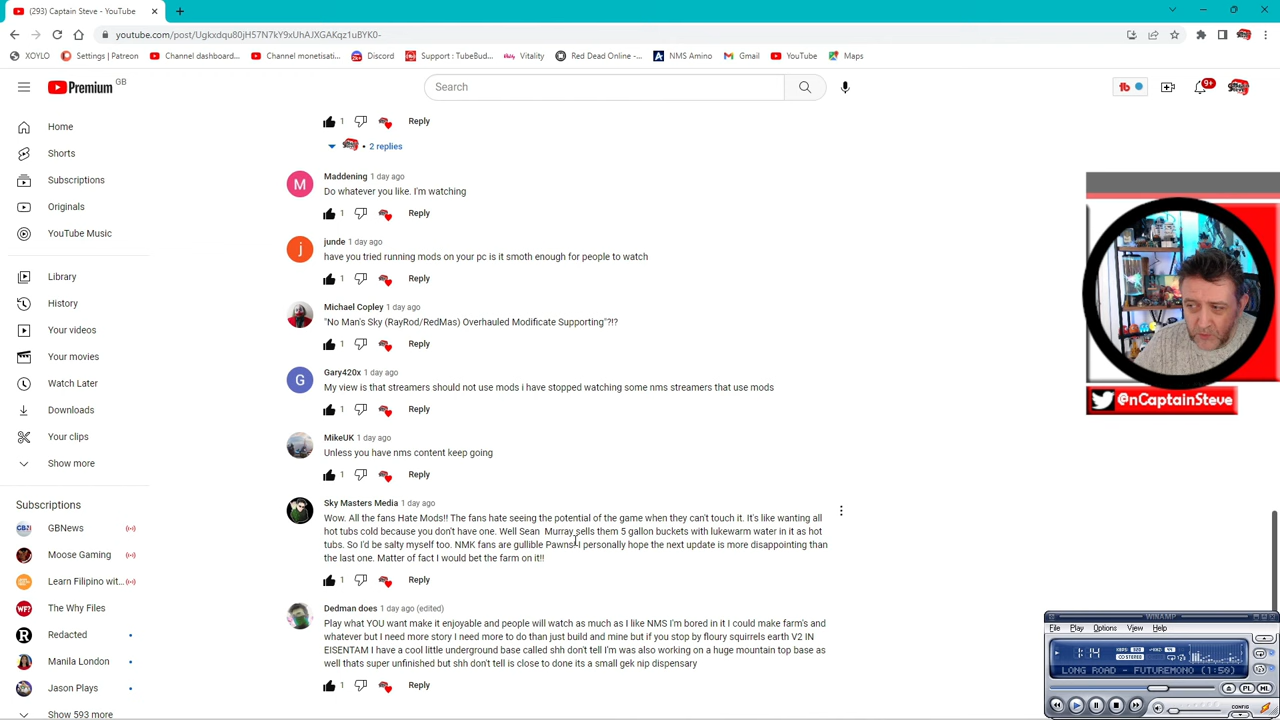 (293) Captain Steve - YouTube
youtube.com/post/Ugkxdqu80jH57N7kY9xUhAJXGAKqz1uBYK0-
XOYLO
Settings | Patreon
Channel dashboard...
Channel monetisati...
Discord
Support : TubeBud...
Vitality
Red Dead Online -...
NMS Amino
Gmail
YouTube
Maps
Premium GB
Search
9+
Home
Shorts
Subscriptions
Originals
YouTube Music
Library
History
Your videos
Your movies
Watch Later
Downloads
Your clips
Show more
Subscriptions
GBNews
Moose Gaming
Learn Filipino wit...
The Why Files
Redacted
Manila London
Jason Plays
Show 593 more
1 Reply
• 2 replies
Maddening 1 day ago
Do whatever you like. I'm watching
1 Reply
junde 1 day ago
have you tried running mods on your pc is it smoth enough for people to watch
1 Reply
Michael Copley 1 day ago
"No Man's Sky (RayRod/RedMas) Overhauled Modificate Supporting"?!?
1 Reply
Gary420x 1 day ago
My view is that streamers should not use mods i have stopped watching some nms streamers that use mods
1 Reply
MikeUK 1 day ago
Unless you have nms content keep going
1 Reply
Sky Masters Media 1 day ago
Wow. All the fans Hate Mods!! The fans hate seeing the potential of the game when they can't touch it. It's like wanting all
hot tubs cold because you don't have one. Well Sean Murray sells them 5 gallon buckets with lukewarm water in it as hot
tubs. So I'd be salty myself too. NMK fans are gullible Pawns.I personally hope the next update is more disappointing than
the last one. Matter of fact I would bet the farm on it!!
1 Reply
Dedman does 1 day ago (edited)
Play what YOU want make it enjoyable and people will watch as much as I like NMS I'm bored in it I could make farm's and
whatever but I need more story I need more to do than just build and mine but if you stop by floury squirrels earth V2 IN
EISENTAM I have a cool little underground base called shh don't tell I'm was also working on a huge mountain top base as
well thats super unfinished but shh don't tell is close to done its a small gek nip dispensary
1 Reply
@nCaptainSteve
WINAMP
File Play Options View Help
1:14
LONG ROAD - FUTUREMONO (1:50)
PL ML
CONFIG